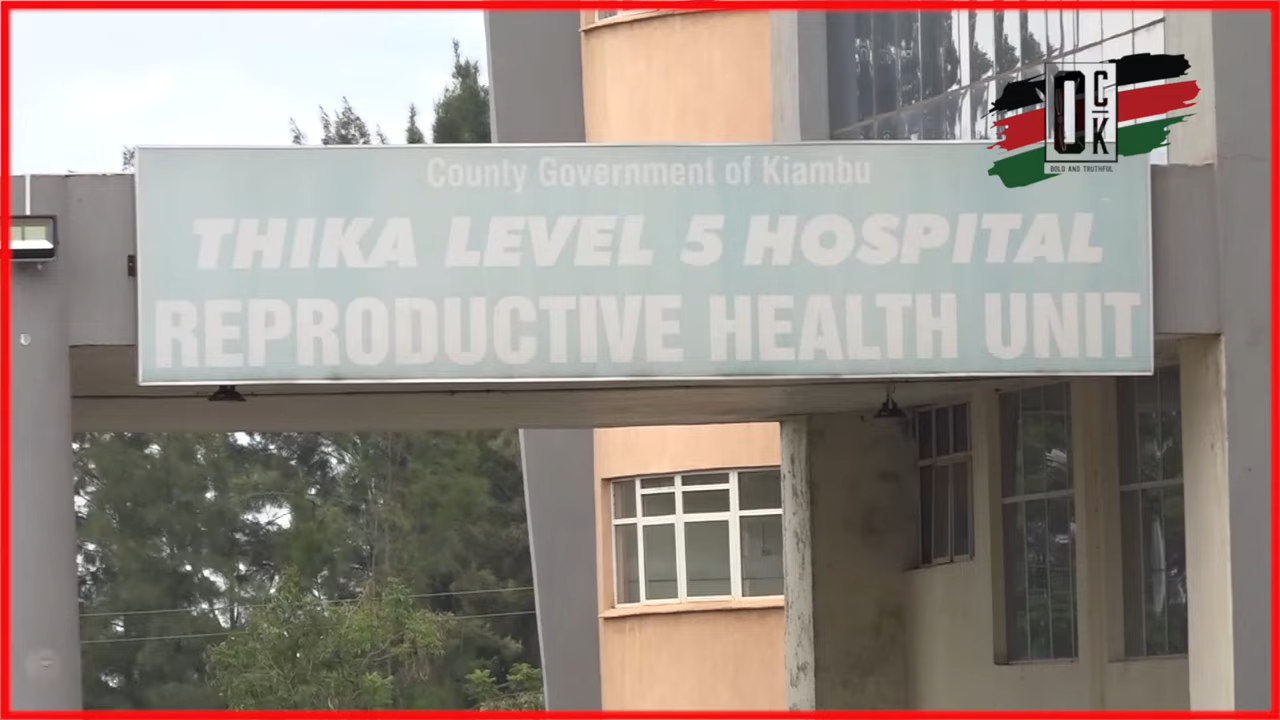 County Government of Kiambu
THIKA LEVEL 5 HOSPITAL
REPRODUCTIVE HEALTH UNIT
OCK
BOLD AND TRUTHFUL